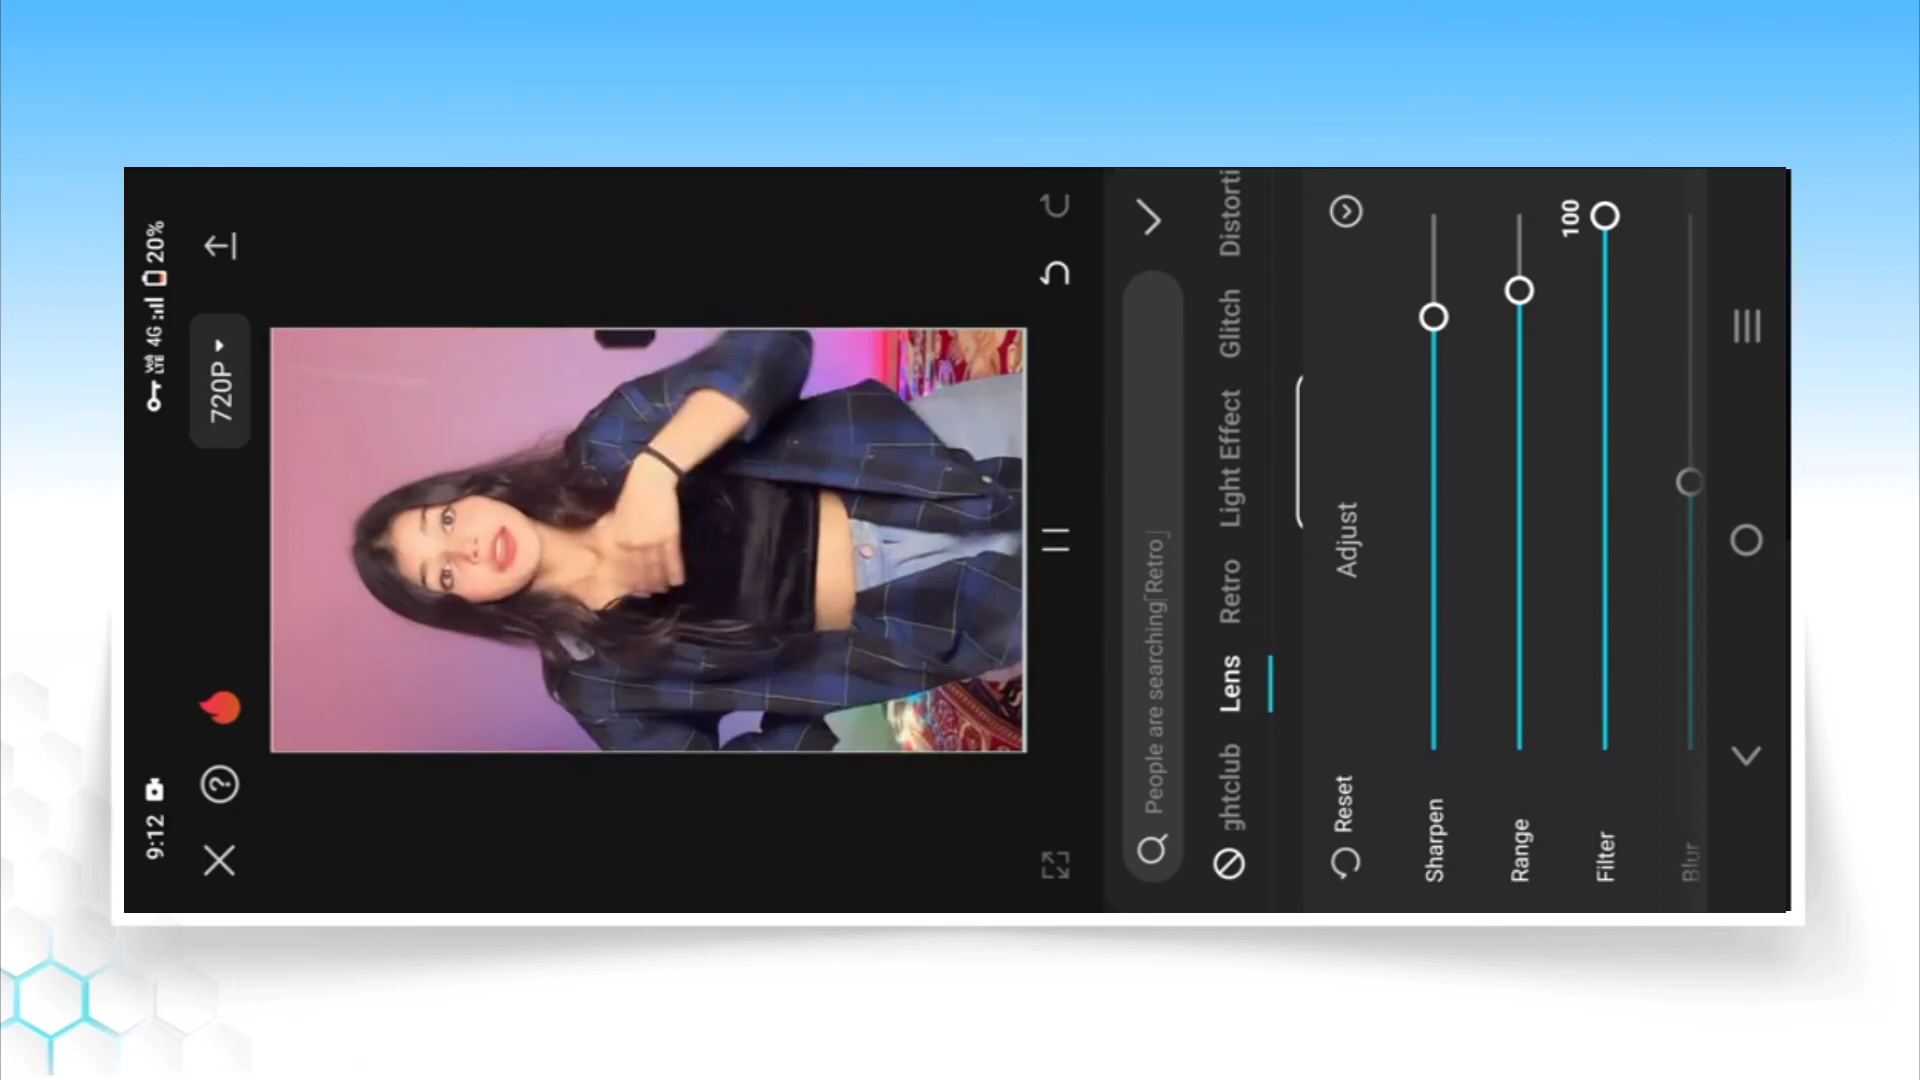 9:12 4G 20%
720P
People are searching「Retro」
ghtclub Lens Retro Light Effect Glitch Distorti
Reset Adjust
Sharpen
Range
Filter 100
Blur